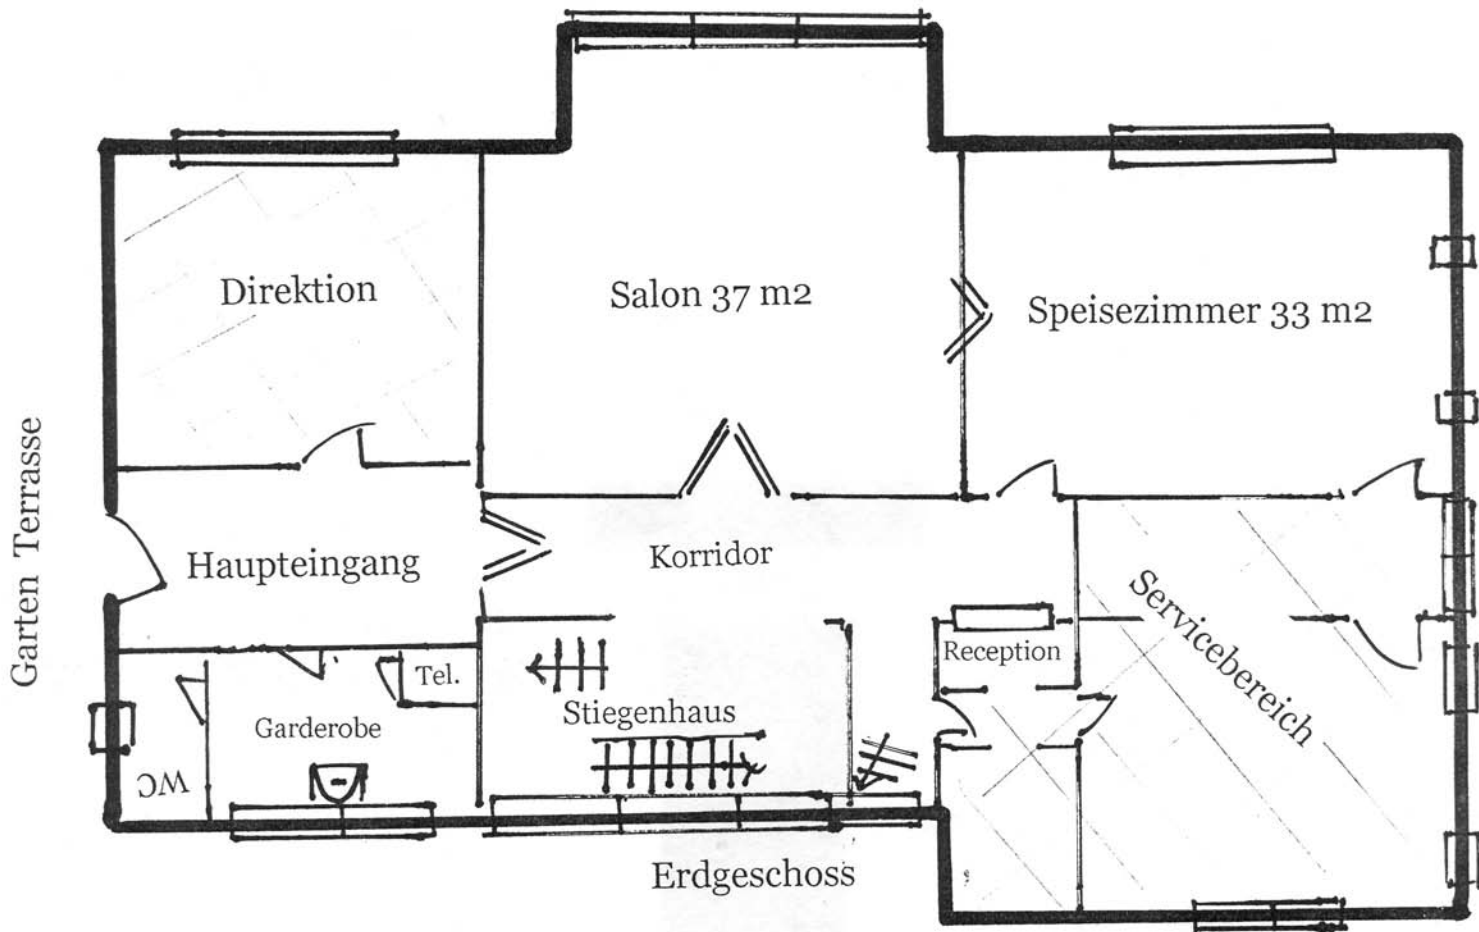 Direktion
Salon 37 m2
Speisezimmer 33 m2
Garten Terrasse
Haupteingang
Korridor
Servicebereich
Reception
Tel.
Stiegenhaus
Garderobe
WC
Erdgeschoss